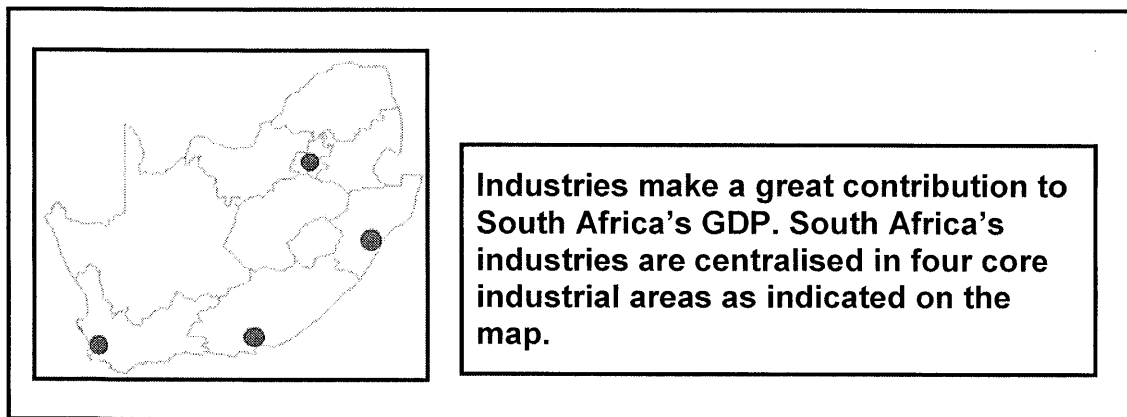 Industries make a great contribution to
South Africa's GDP. South Africa's
industries are centralised in four core
industrial areas as indicated on the
map.